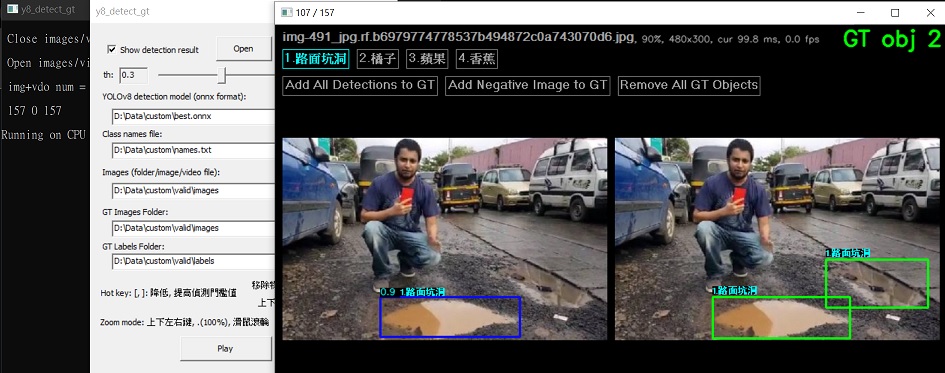 y8_detect_gt
Close images/v
Open images/vi
img+vdo num =
157 0 157
Running on CPU
y8_detect_gt
Show detection result
Open
th: 0.3
YOLOv8 detection model (onnx format):
D:\Data\custom\best.onnx
Class names file:
D:\Data\custom\names.txt
Images (folder/image/video file):
D:\Data\custom\valid\images
GT Images Folder:
D:\Data\custom\valid\images
GT Labels Folder:
D:\Data\custom\valid\labels
Hot key: [, ]: 降低, 提高偵測門檻值
移除物
上下
Zoom mode: 上下左右鍵, .(100%), 滑鼠滾輪
Play
107 / 157
img-491_jpg.rf.b6979774778537b494872c0a743070d6.jpg, 90%, 480x300, cur 99.8 ms, 0.0 fps
GT obj 2
1.路面坑洞 2.橘子 3.蘋果 4.香蕉
Add All Detections to GT Add Negative Image to GT Remove All GT Objects
0.9 1.路面坑洞
1.路面坑洞
1.路面坑洞